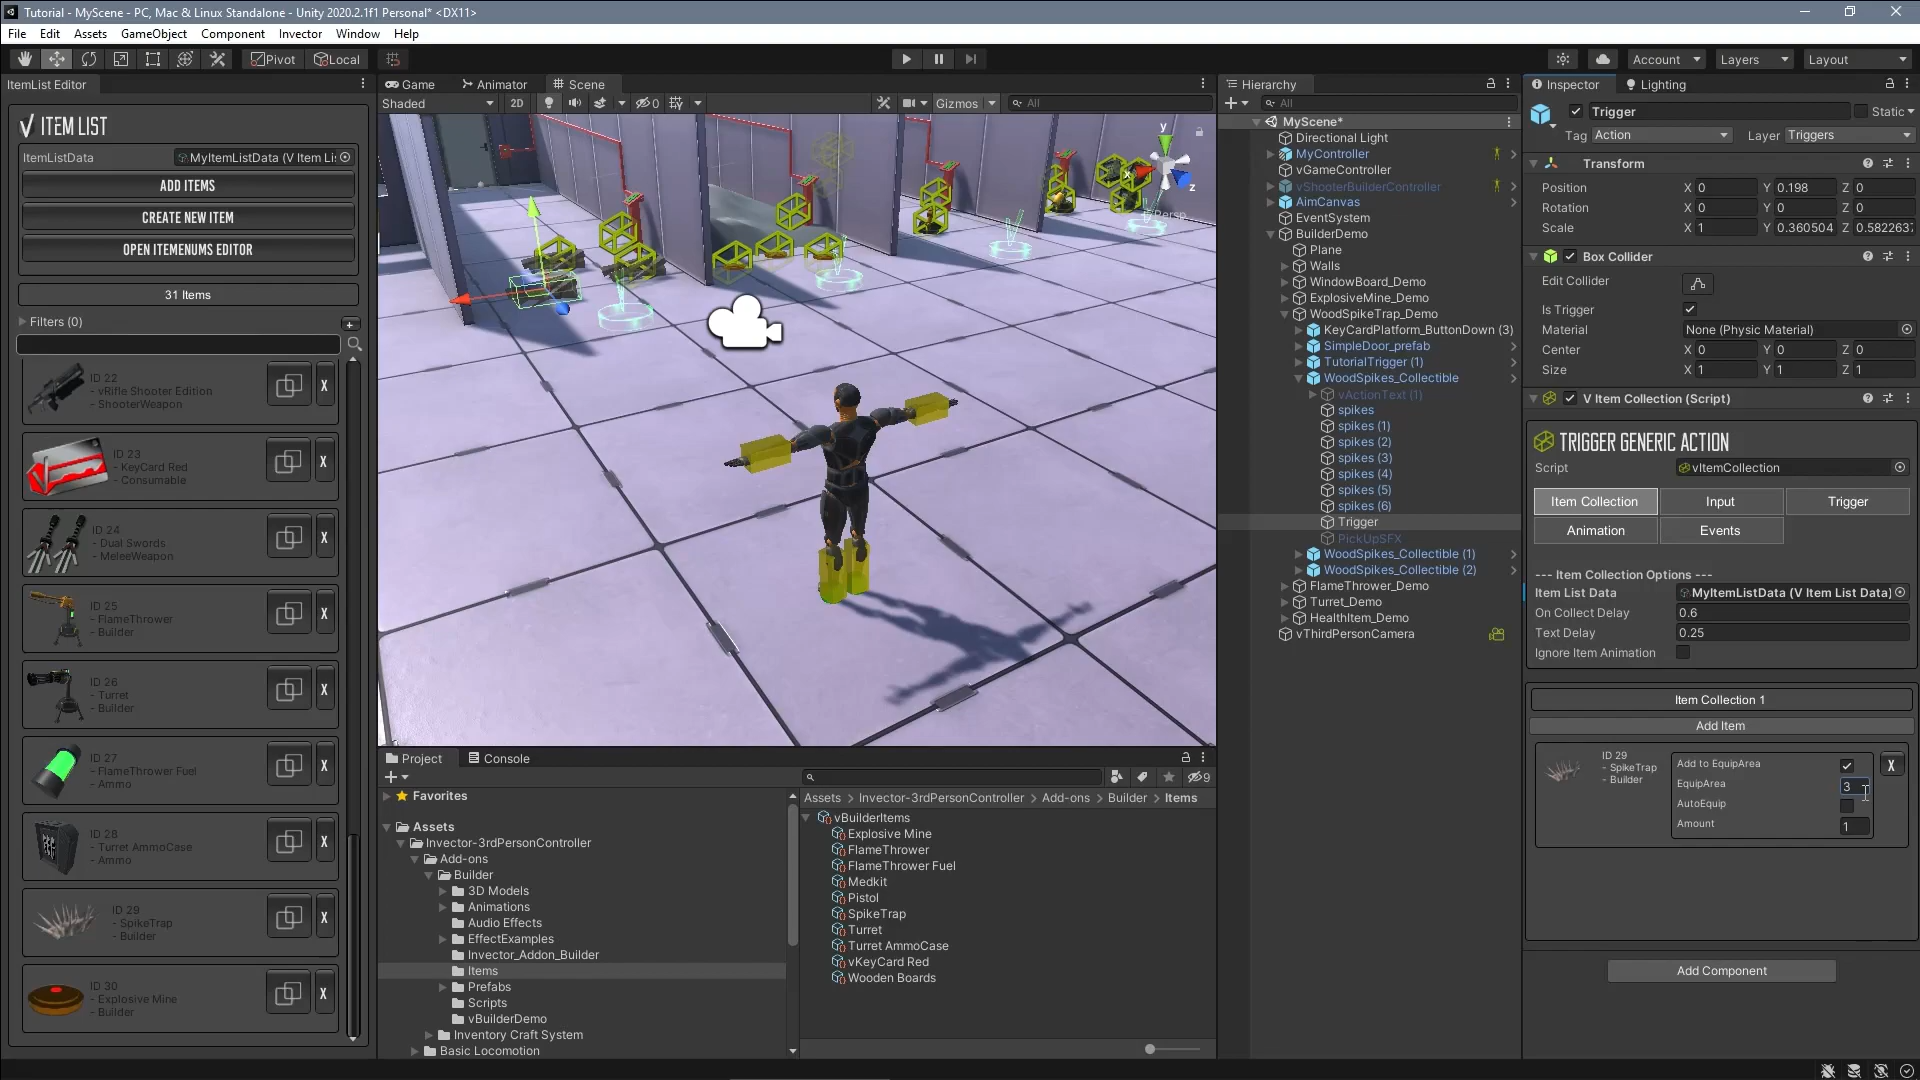 Tutorial - MyScene - PC, Mac & Linux Standalone - Unity 2020.2.1f1 Personal* <DX11>
File Edit Assets GameObject Component Invector Window Help
Pivot Local Account Layers Layout
ItemList Editor
ITEM LIST
ItemListData MyItemListData (V Item Li:
ADD ITEMS
CREATE NEW ITEM
OPEN ITEMENUMS EDITOR
31 Items
Filters (0)
ID 22
- vRifle Shooter Edition
- ShooterWeapon
X
ID 23
- KeyCard Red
- Consumable
X
ID 24
- Dual Swords
- MeleeWeapon
X
ID 25
- FlameThrower
- Builder
X
ID 26
- Turret
- Builder
X
ID 27
- FlameThrower Fuel
- Ammo
X
ID 28
- Turret AmmoCase
- Ammo
X
ID 29
- SpikeTrap
- Builder
X
ID 30
- Explosive Mine
- Builder
X
Game Animator Scene
Shaded 2D 0 Gizmos All
y
x
z
Persp
Project Console
9
Favorites
Assets
Invector-3rdPersonController
Add-ons
Builder
3D Models
Animations
Audio Effects
EffectExamples
Invector_Addon_Builder
Items
Prefabs
Scripts
vBuilderDemo
Inventory Craft System
Basic Locomotion
Assets > Invector-3rdPersonController > Add-ons > Builder > Items
vBuilderItems
Explosive Mine
FlameThrower
FlameThrower Fuel
Medkit
Pistol
SpikeTrap
Turret
Turret AmmoCase
vKeyCard Red
Wooden Boards
Hierarchy
All
MyScene*
Directional Light
MyController
vGameController
vShooterBuilderController
AimCanvas
EventSystem
BuilderDemo
Plane
Walls
WindowBoard_Demo
ExplosiveMine_Demo
WoodSpikeTrap_Demo
KeyCardPlatform_ButtonDown (3)
SimpleDoor_prefab
TutorialTrigger (1)
WoodSpikes_Collectible
vActionText (1)
spikes
spikes (1)
spikes (2)
spikes (3)
spikes (4)
spikes (5)
spikes (6)
Trigger
PickUpSFX
WoodSpikes_Collectible (1)
WoodSpikes_Collectible (2)
FlameThrower_Demo
Turret_Demo
HealthItem_Demo
vThirdPersonCamera
Inspector Lighting
Trigger Static
Tag Action Layer Triggers
Transform
Position X 0 Y 0.198 Z 0
Rotation X 0 Y 0 Z 0
Scale X 1 Y 0.360504 Z 0.582263
Box Collider
Edit Collider
Is Trigger
Material None (Physic Material)
Center X 0 Y 0 Z 0
Size X 1 Y 1 Z 1
V Item Collection (Script)
TRIGGER GENERIC ACTION
Script vItemCollection
Item Collection Input Trigger
Animation Events
--- Item Collection Options ---
Item List Data MyItemListData (V Item List Data)
On Collect Delay 0.6
Text Delay 0.25
Ignore Item Animation
Item Collection 1
Add Item
ID 29
- SpikeTrap
- Builder
Add to EquipArea
EquipArea 3
AutoEquip
Amount 1
X
Add Component